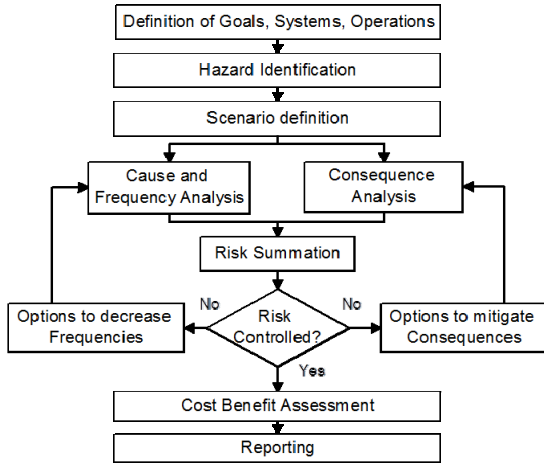 Definition of Goals, Systems, Operations
Hazard Identification
Scenario definition
Cause and
Frequency Analysis
Consequence
Analysis
Risk Summation
No
No
Risk
Controlled?
Options to decrease
Frequencies
Options to mitigate
Consequences
Yes
Cost Benefit Assessment
Reporting